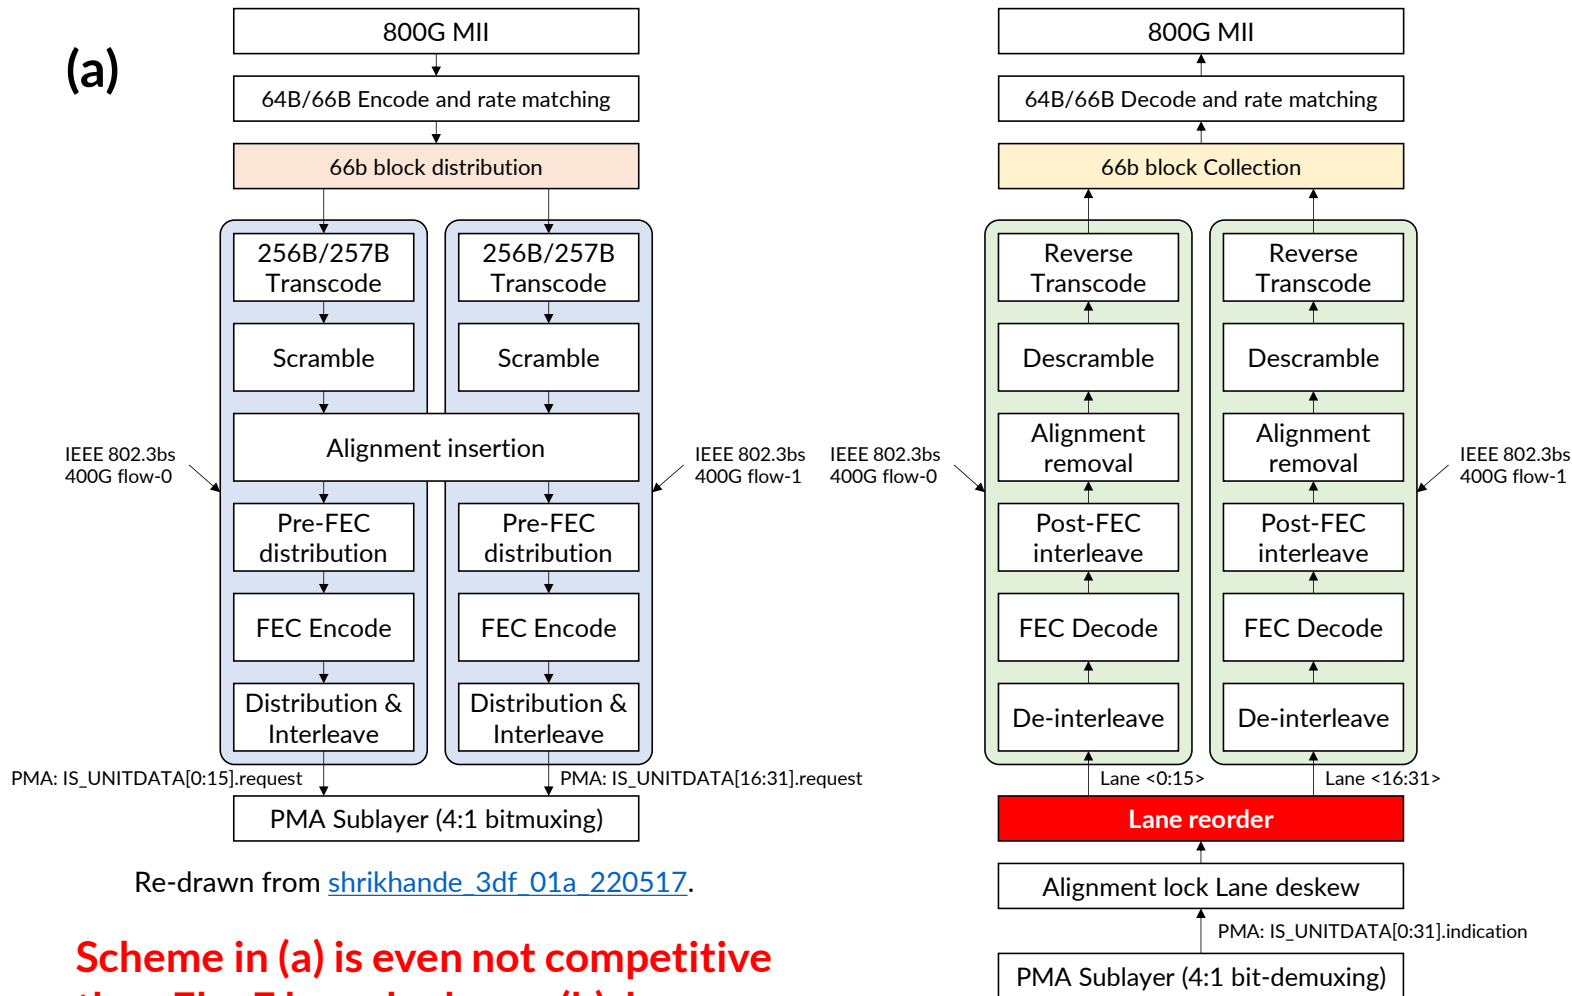 (a)
800G MII
64B/66B Encode and rate matching
66b block distribution
256B/257B
Transcode
256B/257B
Transcode
Scramble
Scramble
Alignment insertion
IEEE 802.3bs
400G flow-0
IEEE 802.3bs
400G flow-1
Pre-FEC
distribution
Pre-FEC
distribution
FEC Encode
FEC Encode
Distribution &
Interleave
Distribution &
Interleave
PMA: IS_UNITDATA[0:15].request
PMA: IS_UNITDATA[16:31].request
PMA Sublayer (4:1 bitmuxing)
Re-drawn from shrikhande_3df_01a_220517.
Scheme in (a) is even not competitive
800G MII
64B/66B Decode and rate matching
66b block Collection
Reverse
Transcode
Reverse
Transcode
Descramble
Descramble
Alignment
removal
Alignment
removal
IEEE 802.3bs
400G flow-0
IEEE 802.3bs
400G flow-1
Post-FEC
interleave
Post-FEC
interleave
FEC Decode
FEC Decode
De-interleave
De-interleave
Lane <0:15>
Lane <16:31>
Lane reorder
Alignment lock Lane deskew
PMA: IS_UNITDATA[0:31].indication
PMA Sublayer (4:1 bit-demuxing)